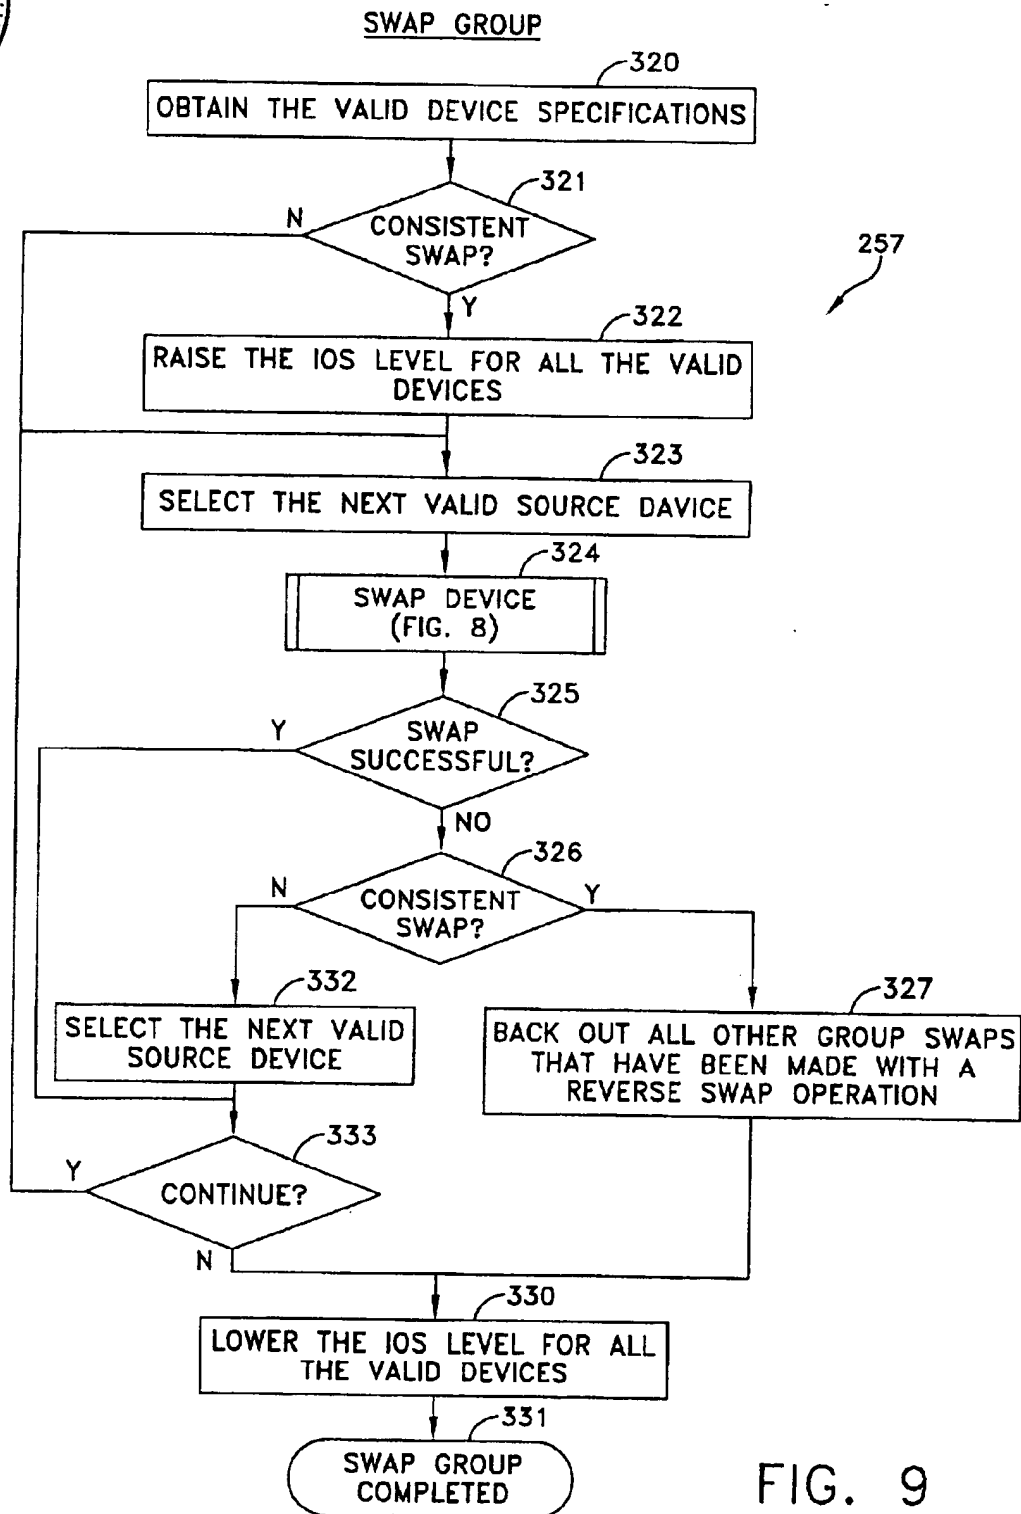 SWAP GROUP
320
OBTAIN THE VALID DEVICE SPECIFICATIONS
321
N
CONSISTENT
SWAP?
257
Y
322
RAISE THE IOS LEVEL FOR ALL THE VALID
DEVICES
323
SELECT THE NEXT VALID SOURCE DAVICE
324
SWAP DEVICE
(FIG. 8)
325
Y
SWAP
SUCCESSFUL?
NO
326
N
CONSISTENT
SWAP?
Y
332
SELECT THE NEXT VALID
SOURCE DEVICE
327
BACK OUT ALL OTHER GROUP SWAPS
THAT HAVE BEEN MADE WITH A
REVERSE SWAP OPERATION
333
Y
CONTINUE?
N
330
LOWER THE IOS LEVEL FOR ALL
THE VALID DEVICES
331
SWAP GROUP
COMPLETED
FIG. 9